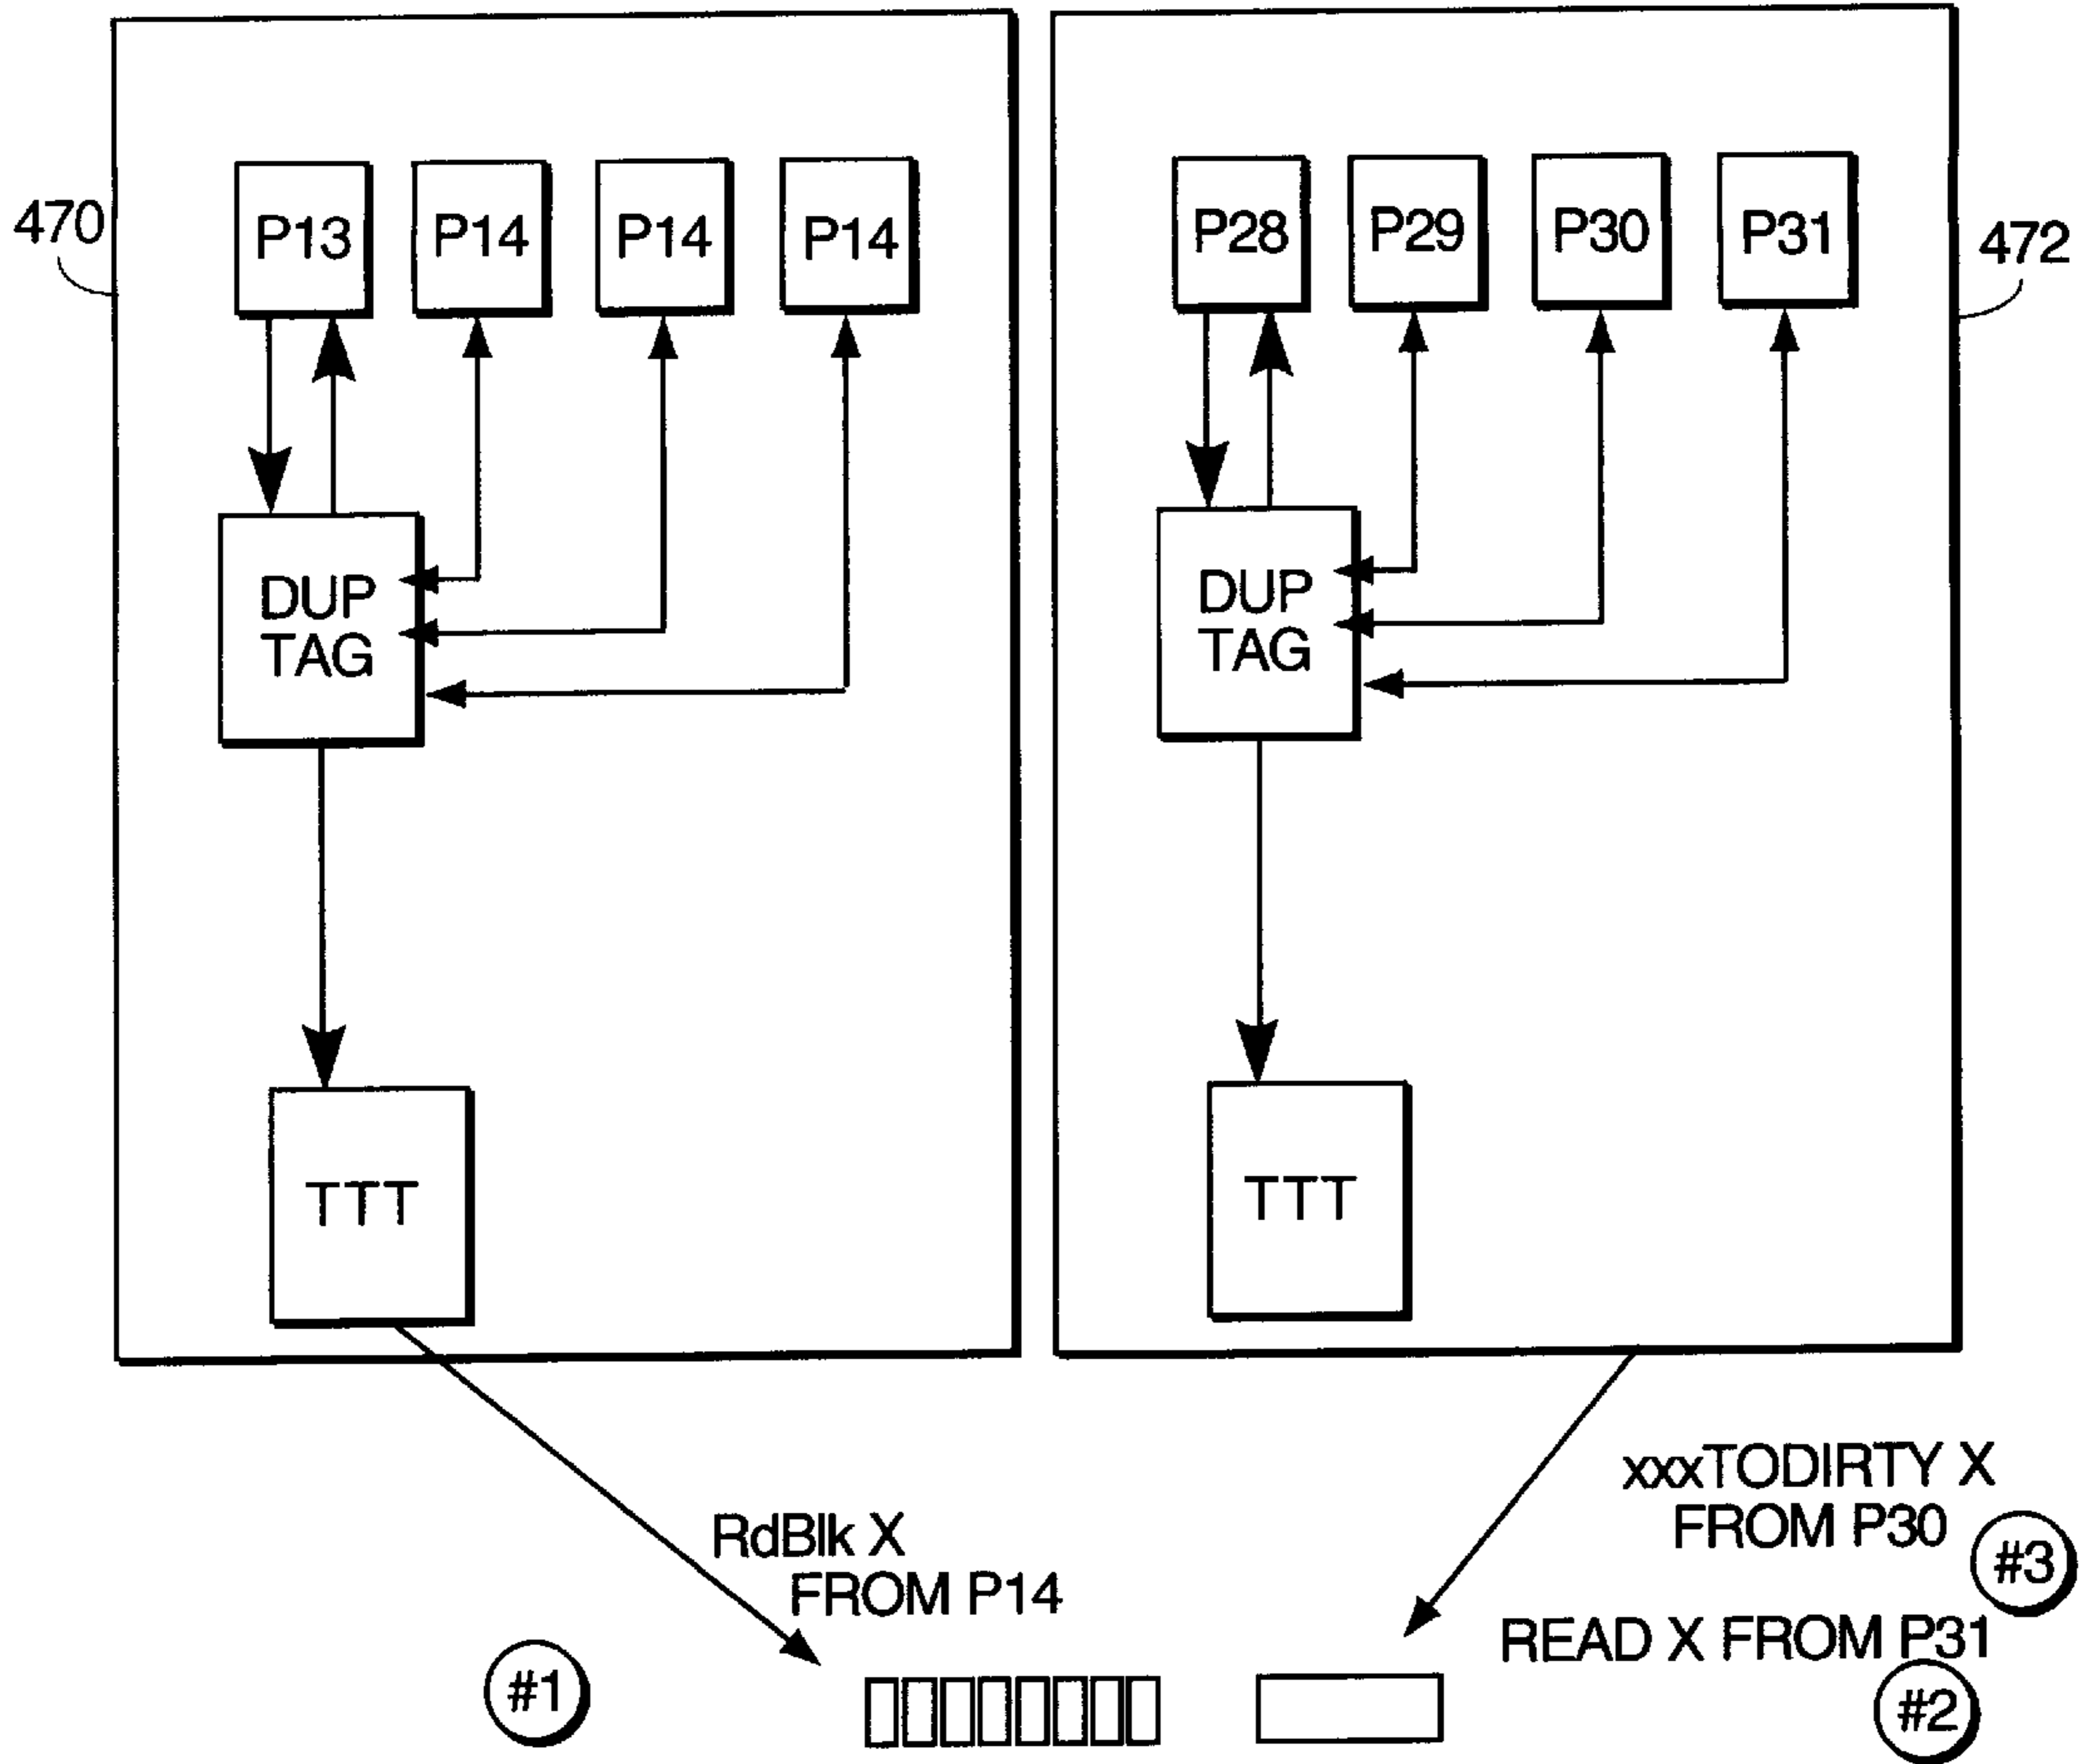 470
P13
P14
P14
P14
DUP
TAG
TTT
P28
P29
P30
P31
472
DUP
TAG
TTT
RdBlk X
FROM P14
#1
xxxTODIRTY X
FROM P30
#3
READ X FROM P31
#2